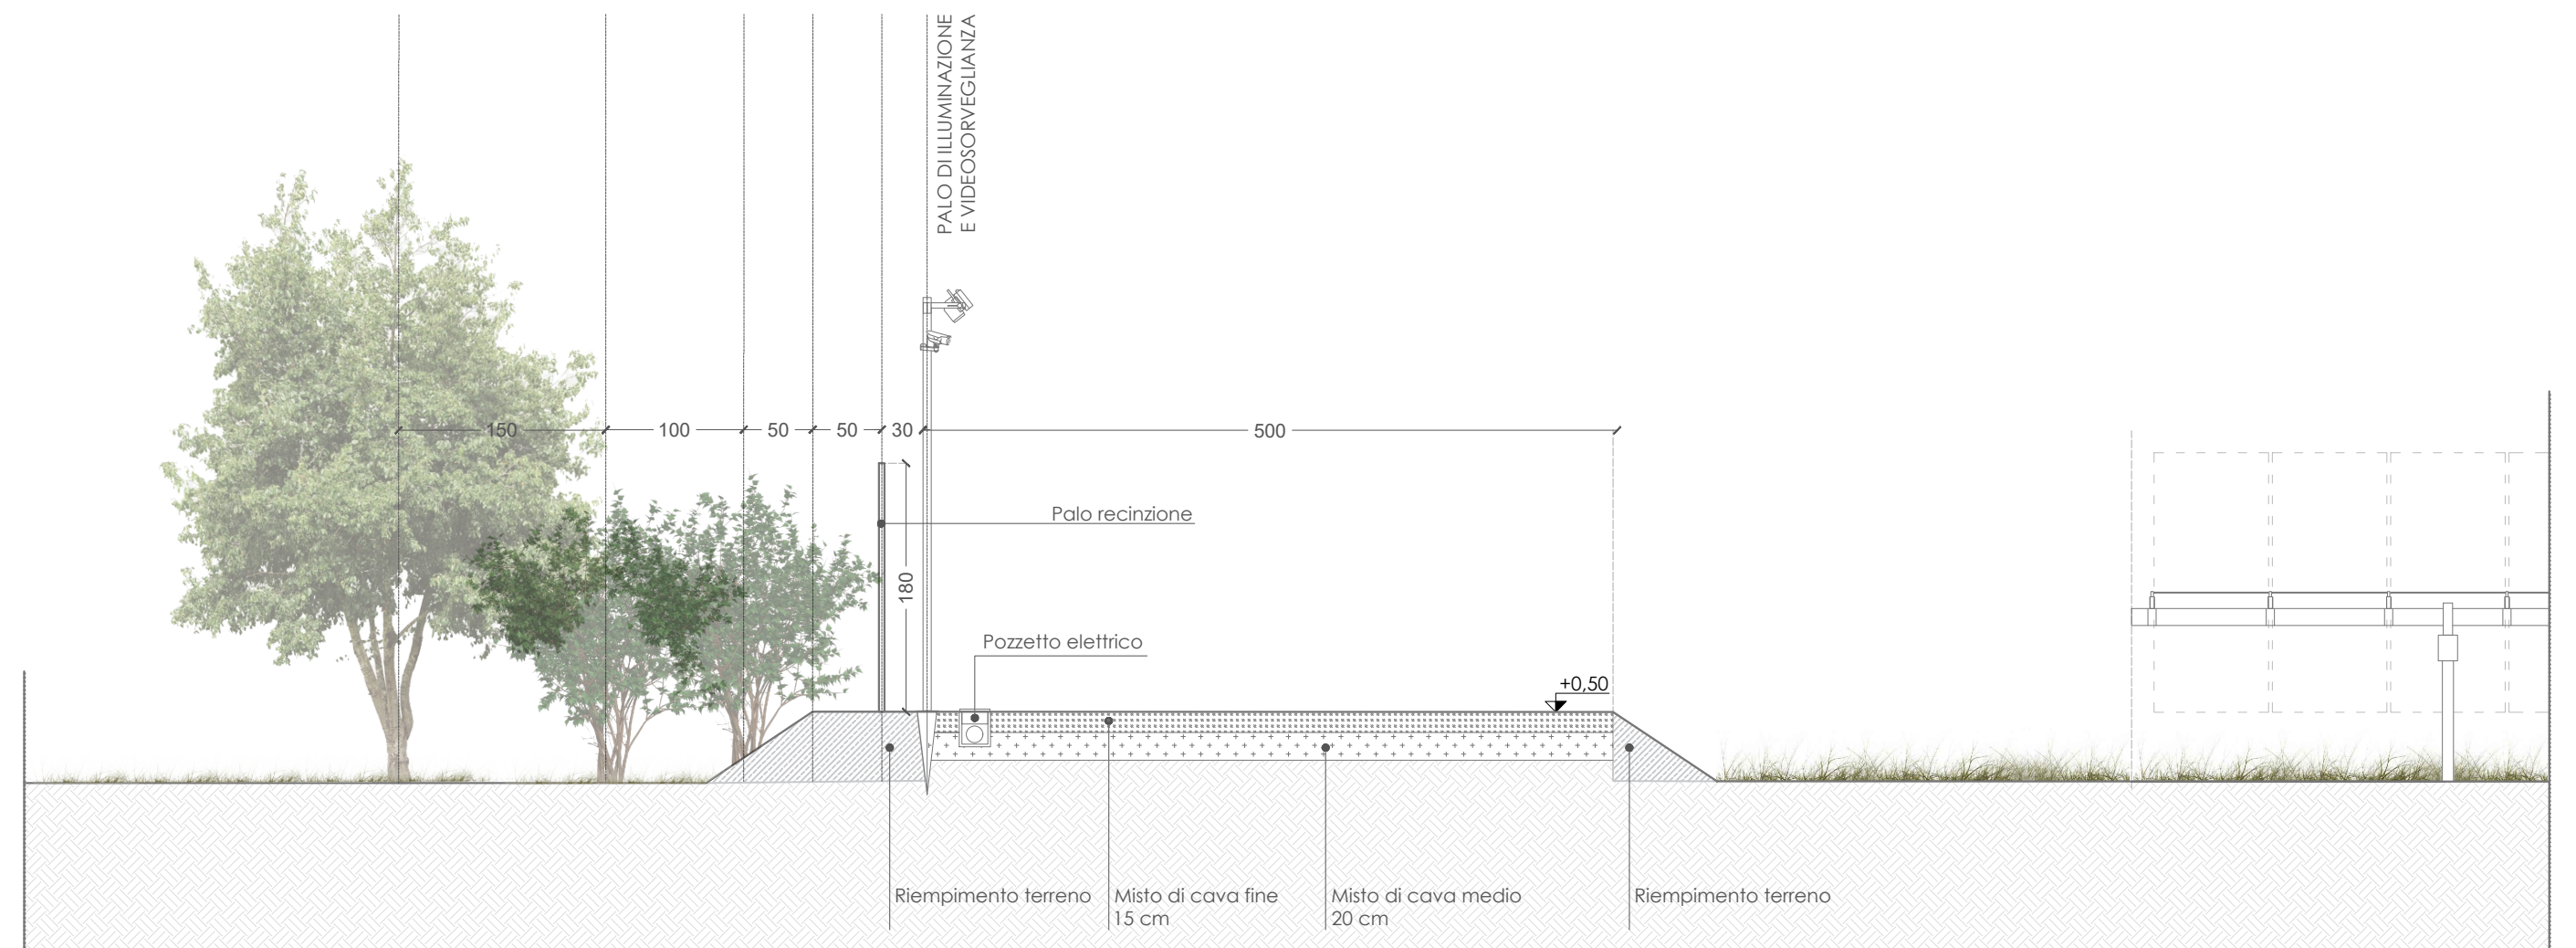 PALO DI ILLUMINAZIONE
E VIDEOSORVEGLIANZA
150
100
50
50
30
500
Palo recinzione
180
Pozzetto elettrico
+0,50
Riempimento terreno
Misto di cava fine
15 cm
Misto di cava medio
20 cm
Riempimento terreno